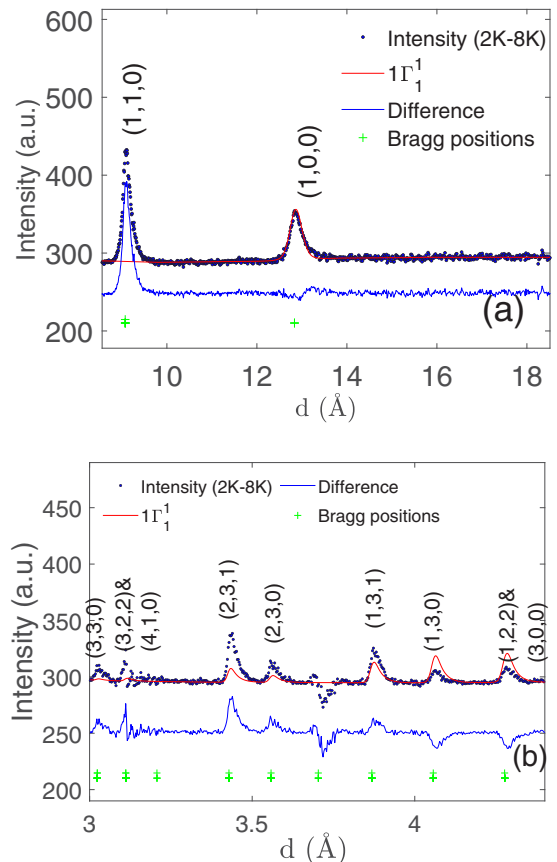 600
500
400
300
200
Intensity (a.u.)
Intensity (2K-8K)
1Γ₁¹
Difference
Bragg positions
(1,1,0)
(1,0,0)
(a)
10 12 14 16 18
d (Å)
450
400
350
300
250
200
Intensity (a.u.)
Intensity (2K-8K) Difference
1Γ₁¹ Bragg positions
(3,3,0)
(3,2,2)&
(4,1,0)
(2,3,1)
(2,3,0)
(1,3,1)
(1,3,0)
(1,2,2)&
(3,0,0)
(b)
3 3.5 4
d (Å)